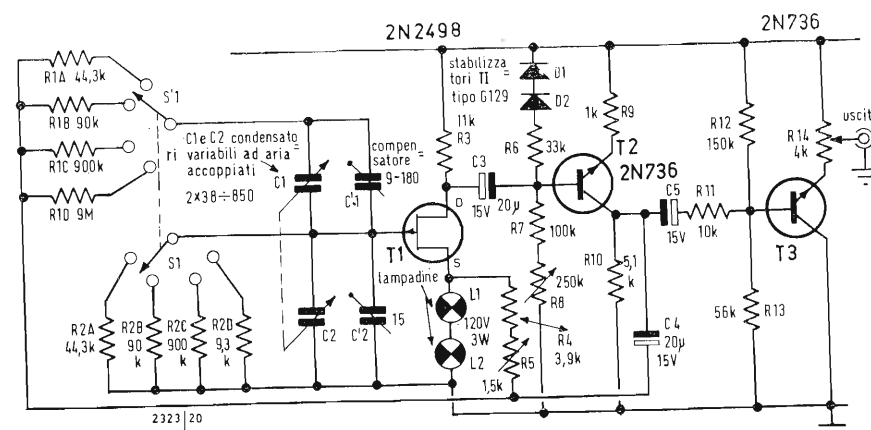 2N2498
2N736
R1A 44,3k
S'1
R1B 90k
R1C 900k
R1D 9M
C1 e C2 condensato
ri variabili ad aria
accoppiati
2×38÷850
C1
compen=
satore
9-180
C'1
stabilizza=
tori TI
tipo G129
D1
D2
11k
R3
R6
33k
C3
15V
20µ
1k
R9
T2
2N736
R7
100k
250k
R8
R10
5,1
k
C5
15V
R11
10k
R12
150k
R14
4k
uscit
T3
56k
R13
C4
20µ
15V
D
S
T1
lampadine
L1
120V
3W
L2
R4
3,9k
R5
1,5k
S1
C2
C'2
15
R2A
44,3k
R2B
90
k
R2C
900
k
R2D
9,3
k
2323|20